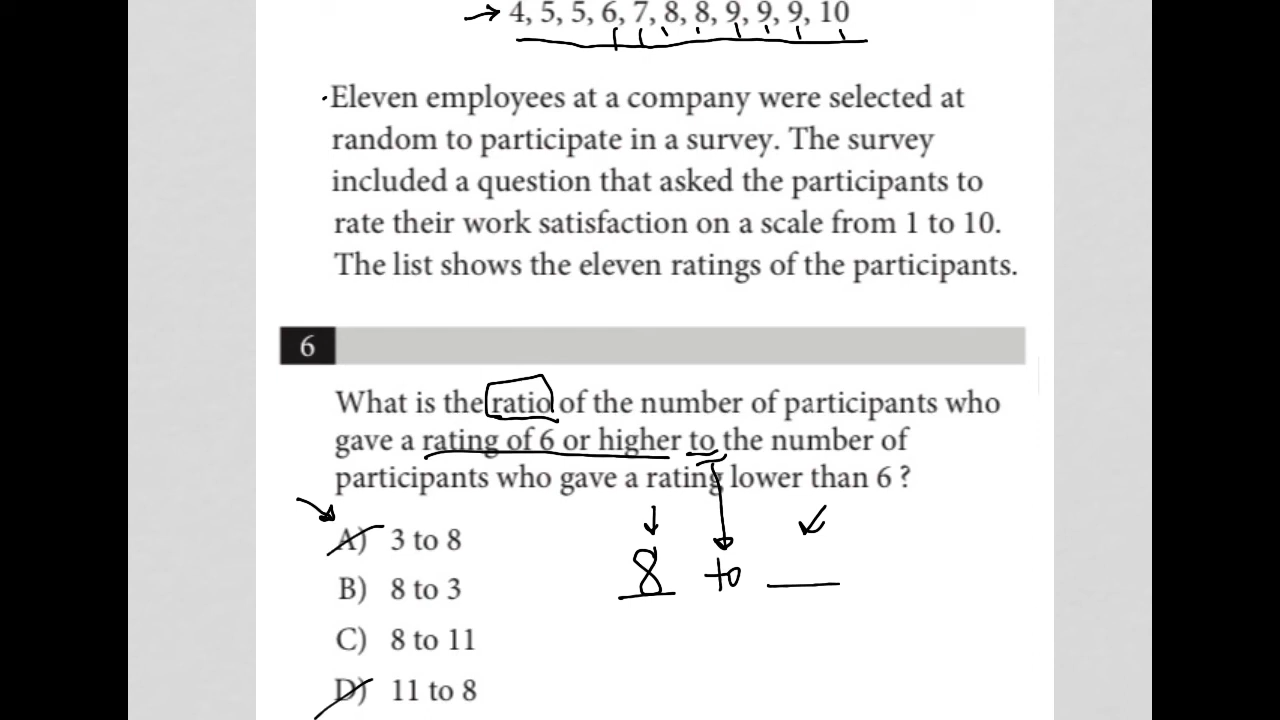 4, 5, 5, 6, 7, 8, 8, 9, 9, 9, 10
Eleven employees at a company were selected at
random to participate in a survey. The survey
included a question that asked the participants to
rate their work satisfaction on a scale from 1 to 10.
The list shows the eleven ratings of the participants.
6
What is the ratio of the number of participants who
gave a rating of 6 or higher to the number of
participants who gave a rating lower than 6 ?
A) 3 to 8
B) 8 to 3
C) 8 to 11
D) 11 to 8
8 to